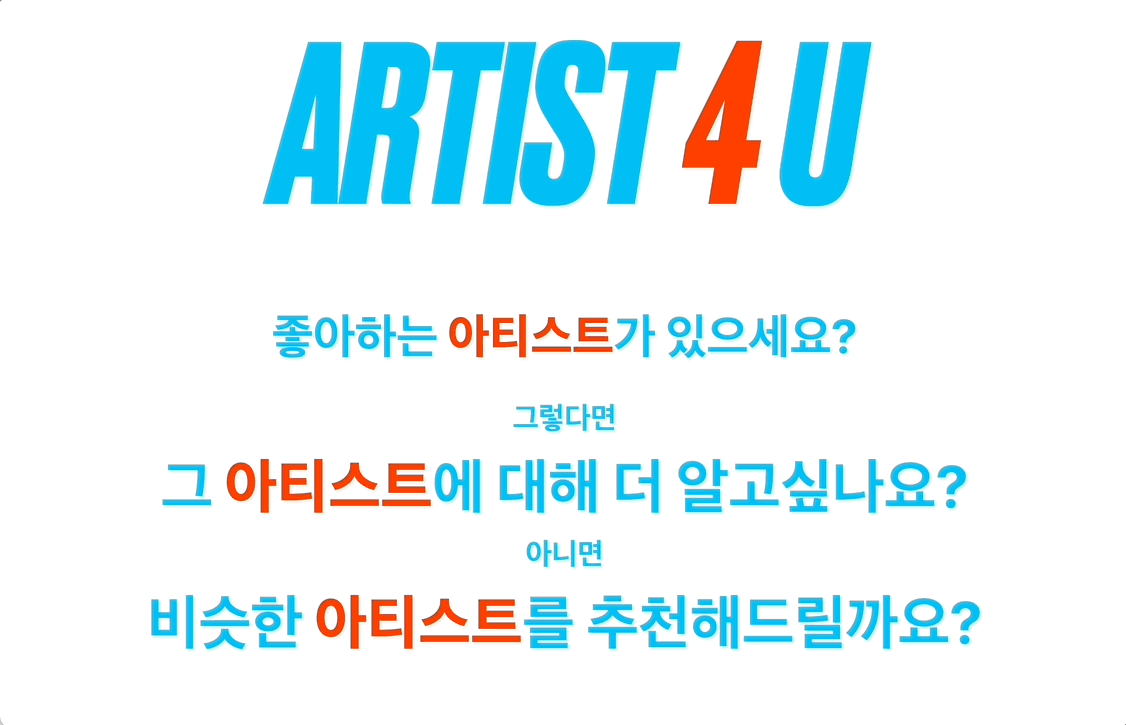 ARTIST 4 U
좋아하는 아티스트가 있으세요?
그렇다면
그 아티스트에 대해 더 알고싶나요?
아니면
비슷한 아티스트를 추천해드릴까요?